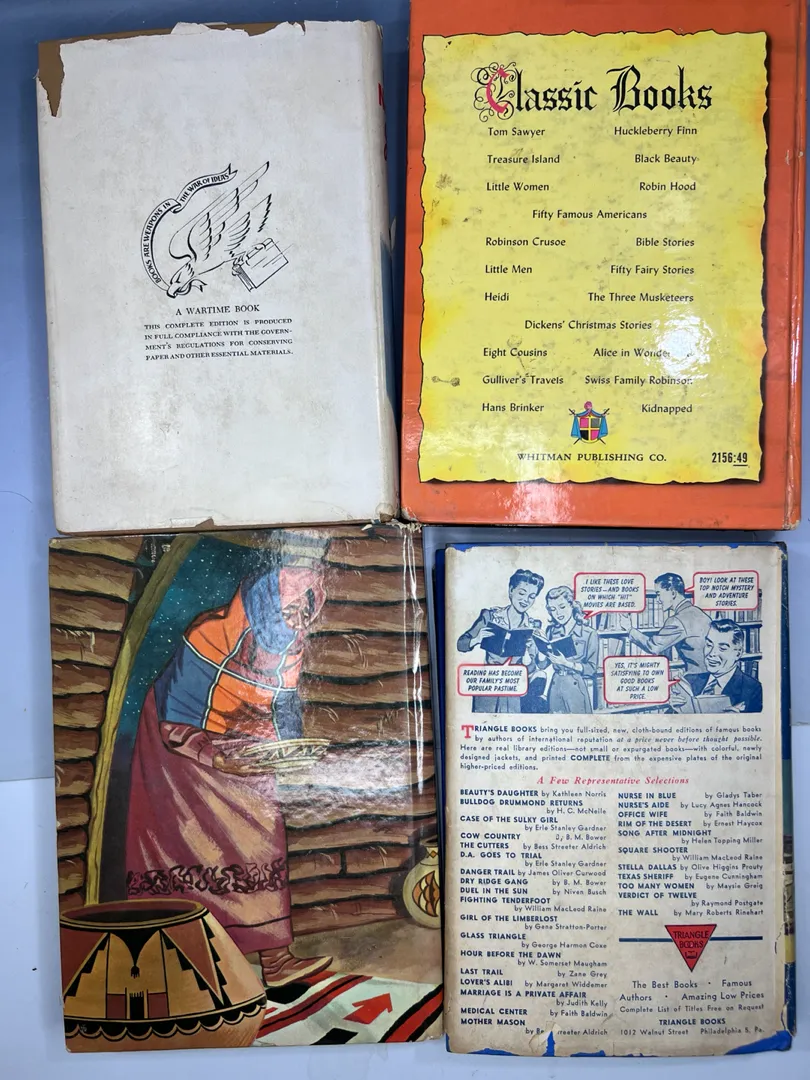 BOOKS ARE WEAPONS IN THE WAR OF IDEAS
A WARTIME BOOK
THIS COMPLETE EDITION IS PRODUCED
IN FULL COMPLIANCE WITH THE GOVERN-
MENT'S REGULATIONS FOR CONSERVING
PAPER AND OTHER ESSENTIAL MATERIALS.
Classic Books
Tom Sawyer Huckleberry Finn
Treasure Island Black Beauty
Little Women Robin Hood
Fifty Famous Americans
Robinson Crusoe Bible Stories
Little Men Fifty Fairy Stories
Heidi The Three Musketeers
Dickens' Christmas Stories
Eight Cousins Alice in
Gulliver's Travels Swiss Family Robinson
Hans Brinker Kidnapped
WHITMAN PUBLISHING CO. 2156:49
I LIKE THESE LOVE
STORIES—AND BOOKS
ON WHICH "HIT"
MOVIES ARE BASED.
BOY! LOOK AT THESE
TOP-NOTCH MYSTERY
AND ADVENTURE
STORIES.
READING HAS BECOME
OUR FAMILY'S MOST
POPULAR PASTIME.
YES, IT'S MIGHTY
SATISFYING TO OWN
GOOD BOOKS
AT SUCH A LOW
PRICE.
TRIANGLE BOOKS bring you full-sized, new, cloth-bound editions of famous books
by authors of international reputation at a price never before thought possible.
Here are real library editions—not small or expurgated books—with colorful, newly
designed jackets, and printed COMPLETE from the expensive plates of the original
higher-priced editions.
A Few Representative Selections
BEAUTY'S DAUGHTER by Kathleen Norris
BULLDOG DRUMMOND RETURNS
by H. C. McNeile
CASE OF THE SULKY GIRL
by Erle Stanley Gardner
COW COUNTRY by B. M. Bower
THE CUTTERS by Bess Streeter Aldrich
D.A. GOES TO TRIAL
by Erle Stanley Gardner
DANGER TRAIL by James Oliver Curwood
DRY RIDGE GANG by B. M. Bower
DUEL IN THE SUN by Niven Busch
FIGHTING TENDERFOOT
by William MacLeod Raine
GIRL OF THE LIMBERLOST
by Gene Stratton-Porter
GLASS TRIANGLE
by George Harmon Coxe
HOUR BEFORE THE DAWN
by W. Somerset Maugham
LAST TRAIL by Zane Grey
LOVER'S ALIBI by Margaret Widdemer
MARRIAGE IS A PRIVATE AFFAIR
by Judith Kelly
MEDICAL CENTER by Faith Baldwin
MOTHER MASON
by Streeter Aldrich
NURSE IN BLUE by Gladys Taber
NURSE'S AIDE by Lucy Agnes Hancock
OFFICE WIFE by Faith Baldwin
RIM OF THE DESERT by Ernest Haycox
SONG AFTER MIDNIGHT
by Helen Topping Miller
SQUARE SHOOTER
by William MacLeod Raine
STELLA DALLAS by Olive Higgins Prouty
TEXAS SHERIFF by Eugene Cunningham
TOO MANY WOMEN by Maysie Greig
VERDICT OF TWELVE
by Raymond Postgate
THE WALL by Mary Roberts Rinehart
TRIANGLE
BOOKS
The Best Books • Famous
Authors • Amazing Low Prices
Complete List of Titles Free on Request
TRIANGLE BOOKS
1012 Walnut Street Philadelphia 5, Pa.